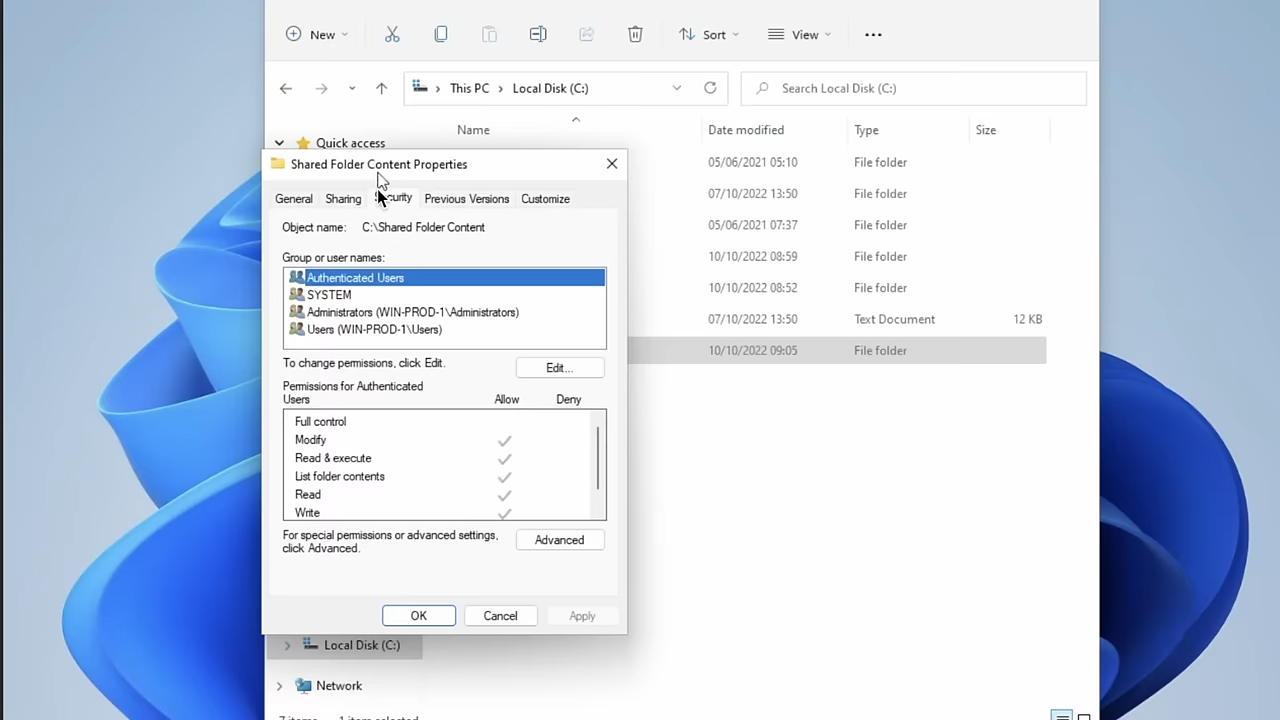 New
Sort
View
This PC
Local Disk (C:)
Search Local Disk (C:)
Name
Date modified
Type
Size
Quick access
05/06/2021 05:10
File folder
07/10/2022 13:50
File folder
05/06/2021 07:37
File folder
10/10/2022 08:59
File folder
10/10/2022 08:52
File folder
07/10/2022 13:50
Text Document
12 KB
10/10/2022 09:05
File folder
Shared Folder Content Properties
General
Sharing
Security
Previous Versions
Customize
Object name:
C:\Shared Folder Content
Group or user names:
Authenticated Users
SYSTEM
Administrators (WIN-PROD-1\Administrators)
Users (WIN-PROD-1\Users)
To change permissions, click Edit.
Edit...
Permissions for Authenticated
Users
Allow
Deny
Full control
Modify
Read & execute
List folder contents
Read
Write
For special permissions or advanced settings,
click Advanced.
Advanced
OK
Cancel
Apply
Local Disk (C:)
Network
7 items
1 item selected